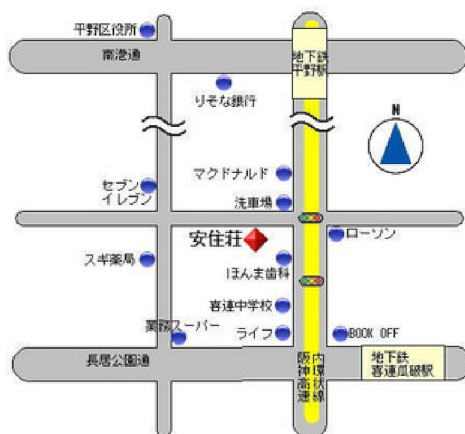 平野区役所
南港通
地下鉄
平野駅
りそな銀行
N
マクドナルド
セブン
イレブン
洗車場
安住荘
ローソン
スギ薬局
ほんま歯科
喜連中学校
業務スーパー
ライフ
BOOK OFF
長居公園通
内環状線
阪神高速
地下鉄
喜連瓜破駅